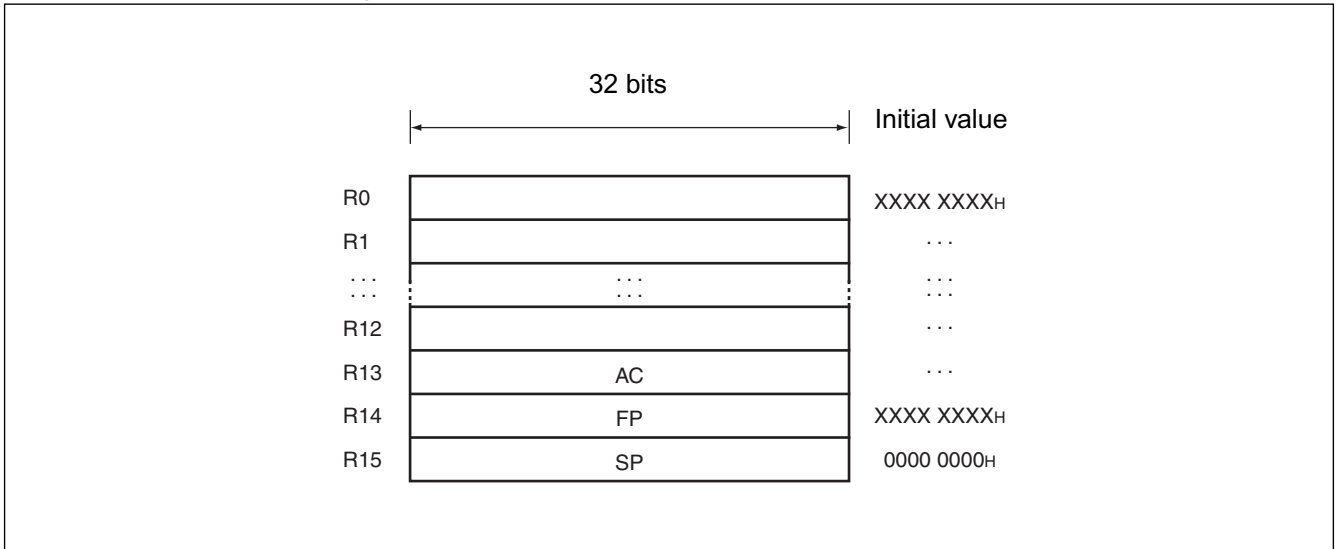 32 bits
Initial value
R0 XXXX XXXXH
R1 ...
... ... ...
... ... ...
R12 ...
R13 AC ...
R14 FP XXXX XXXXH
R15 SP 0000 0000H